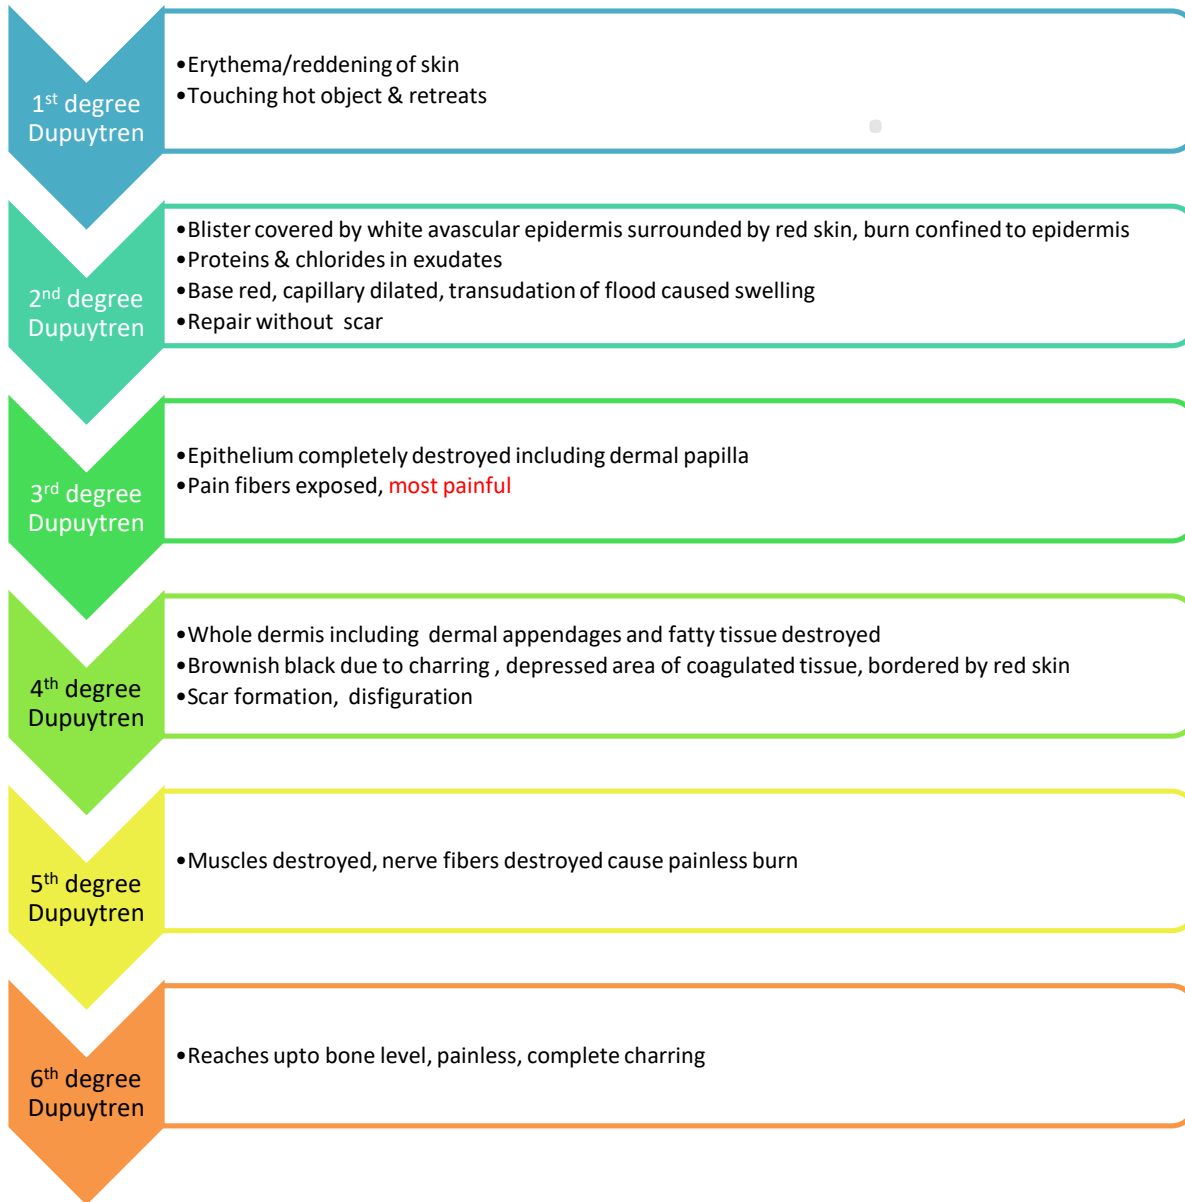 1st degree
Dupuytren
•Erythema/reddening of skin
•Touching hot object & retreats
2nd degree
Dupuytren
•Blister covered by white avascular epidermis surrounded by red skin, burn confined to epidermis
•Proteins & chlorides in exudates
•Base red, capillary dilated, transudation of flood caused swelling
•Repair without scar
3rd degree
Dupuytren
•Epithelium completely destroyed including dermal papilla
•Pain fibers exposed, most painful
4th degree
Dupuytren
•Whole dermis including dermal appendages and fatty tissue destroyed
•Brownish black due to charring , depressed area of coagulated tissue, bordered by red skin
•Scar formation, disfiguration
5th degree
Dupuytren
•Muscles destroyed, nerve fibers destroyed cause painless burn
6th degree
Dupuytren
•Reaches upto bone level, painless, complete charring